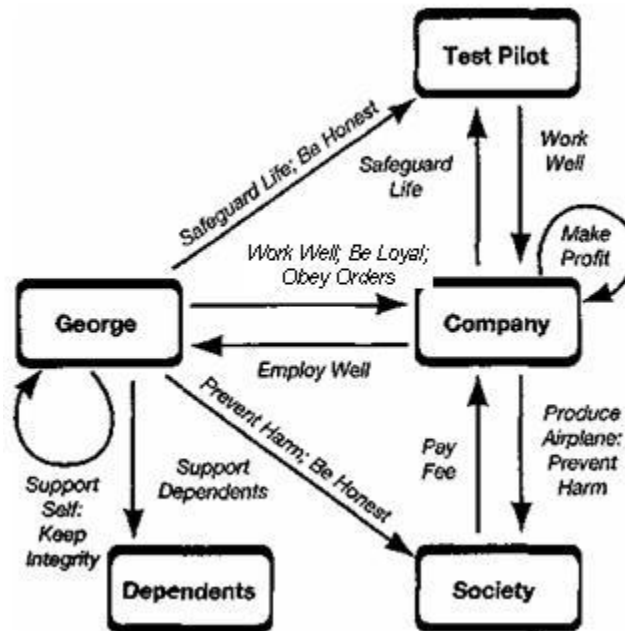 Test Pilot
Safeguard Life; Be Honest
Safeguard
Life
Work
Well
Make
Profit
Work Well; Be Loyal;
Obey Orders
George
Company
Employ Well
Prevent Harm; Be Honest
Support
Self:
Keep
Integrity
Support
Dependents
Pay
Fee
Produce
Airplane:
Prevent
Harm
Dependents
Society